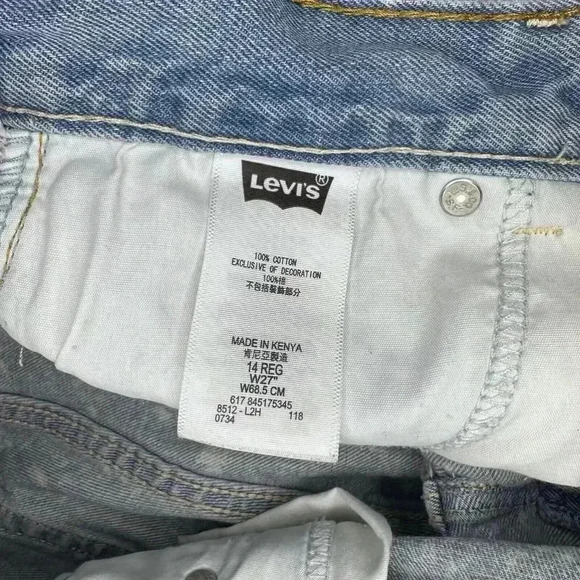 LEVI'S®
100% COTTON
EXCLUSIVE OF DECORATION
100%棉
不包括裝飾部分
MADE IN KENYA
肯尼亞製造
14 REG
W27"
W68.5 CM
617 845175345
8512 - L2H 118
0734